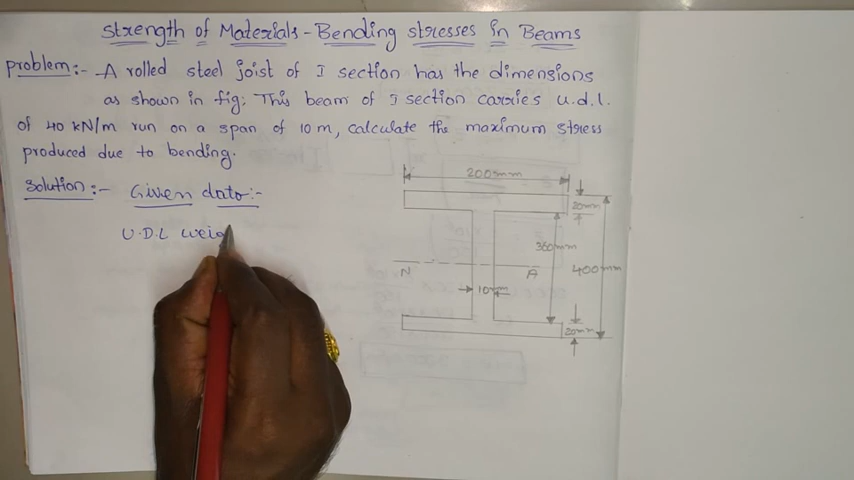 Strength of Materials - Bending stresses in Beams
Problem:- A rolled steel joist of I section has the dimensions
as shown in fig: This beam of I section carries u.d.l.
of 40 kN/m run on a span of 10 m, calculate the maximum stress
produced due to bending.
Solution:- Given data:-
U.D.L weig
200mm
20mm
360mm
N A 400mm
10mm
20mm